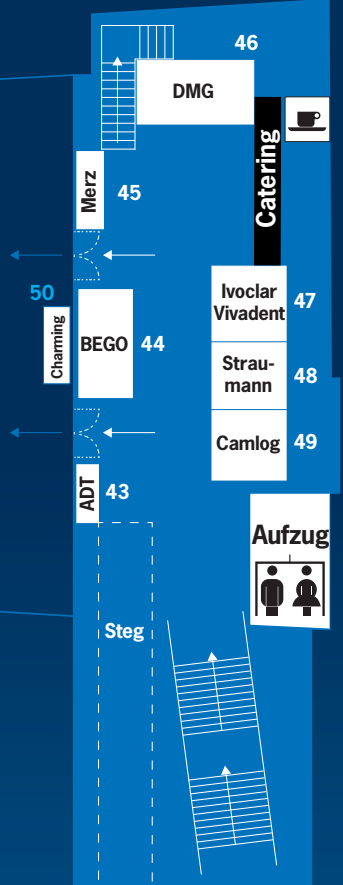 46
DMG
Catering
Merz
45
50
Charming
BEGO
44
Ivoclar
Vivadent
47
Strau-
mann
48
Camlog
49
ADT
43
Aufzug
Steg